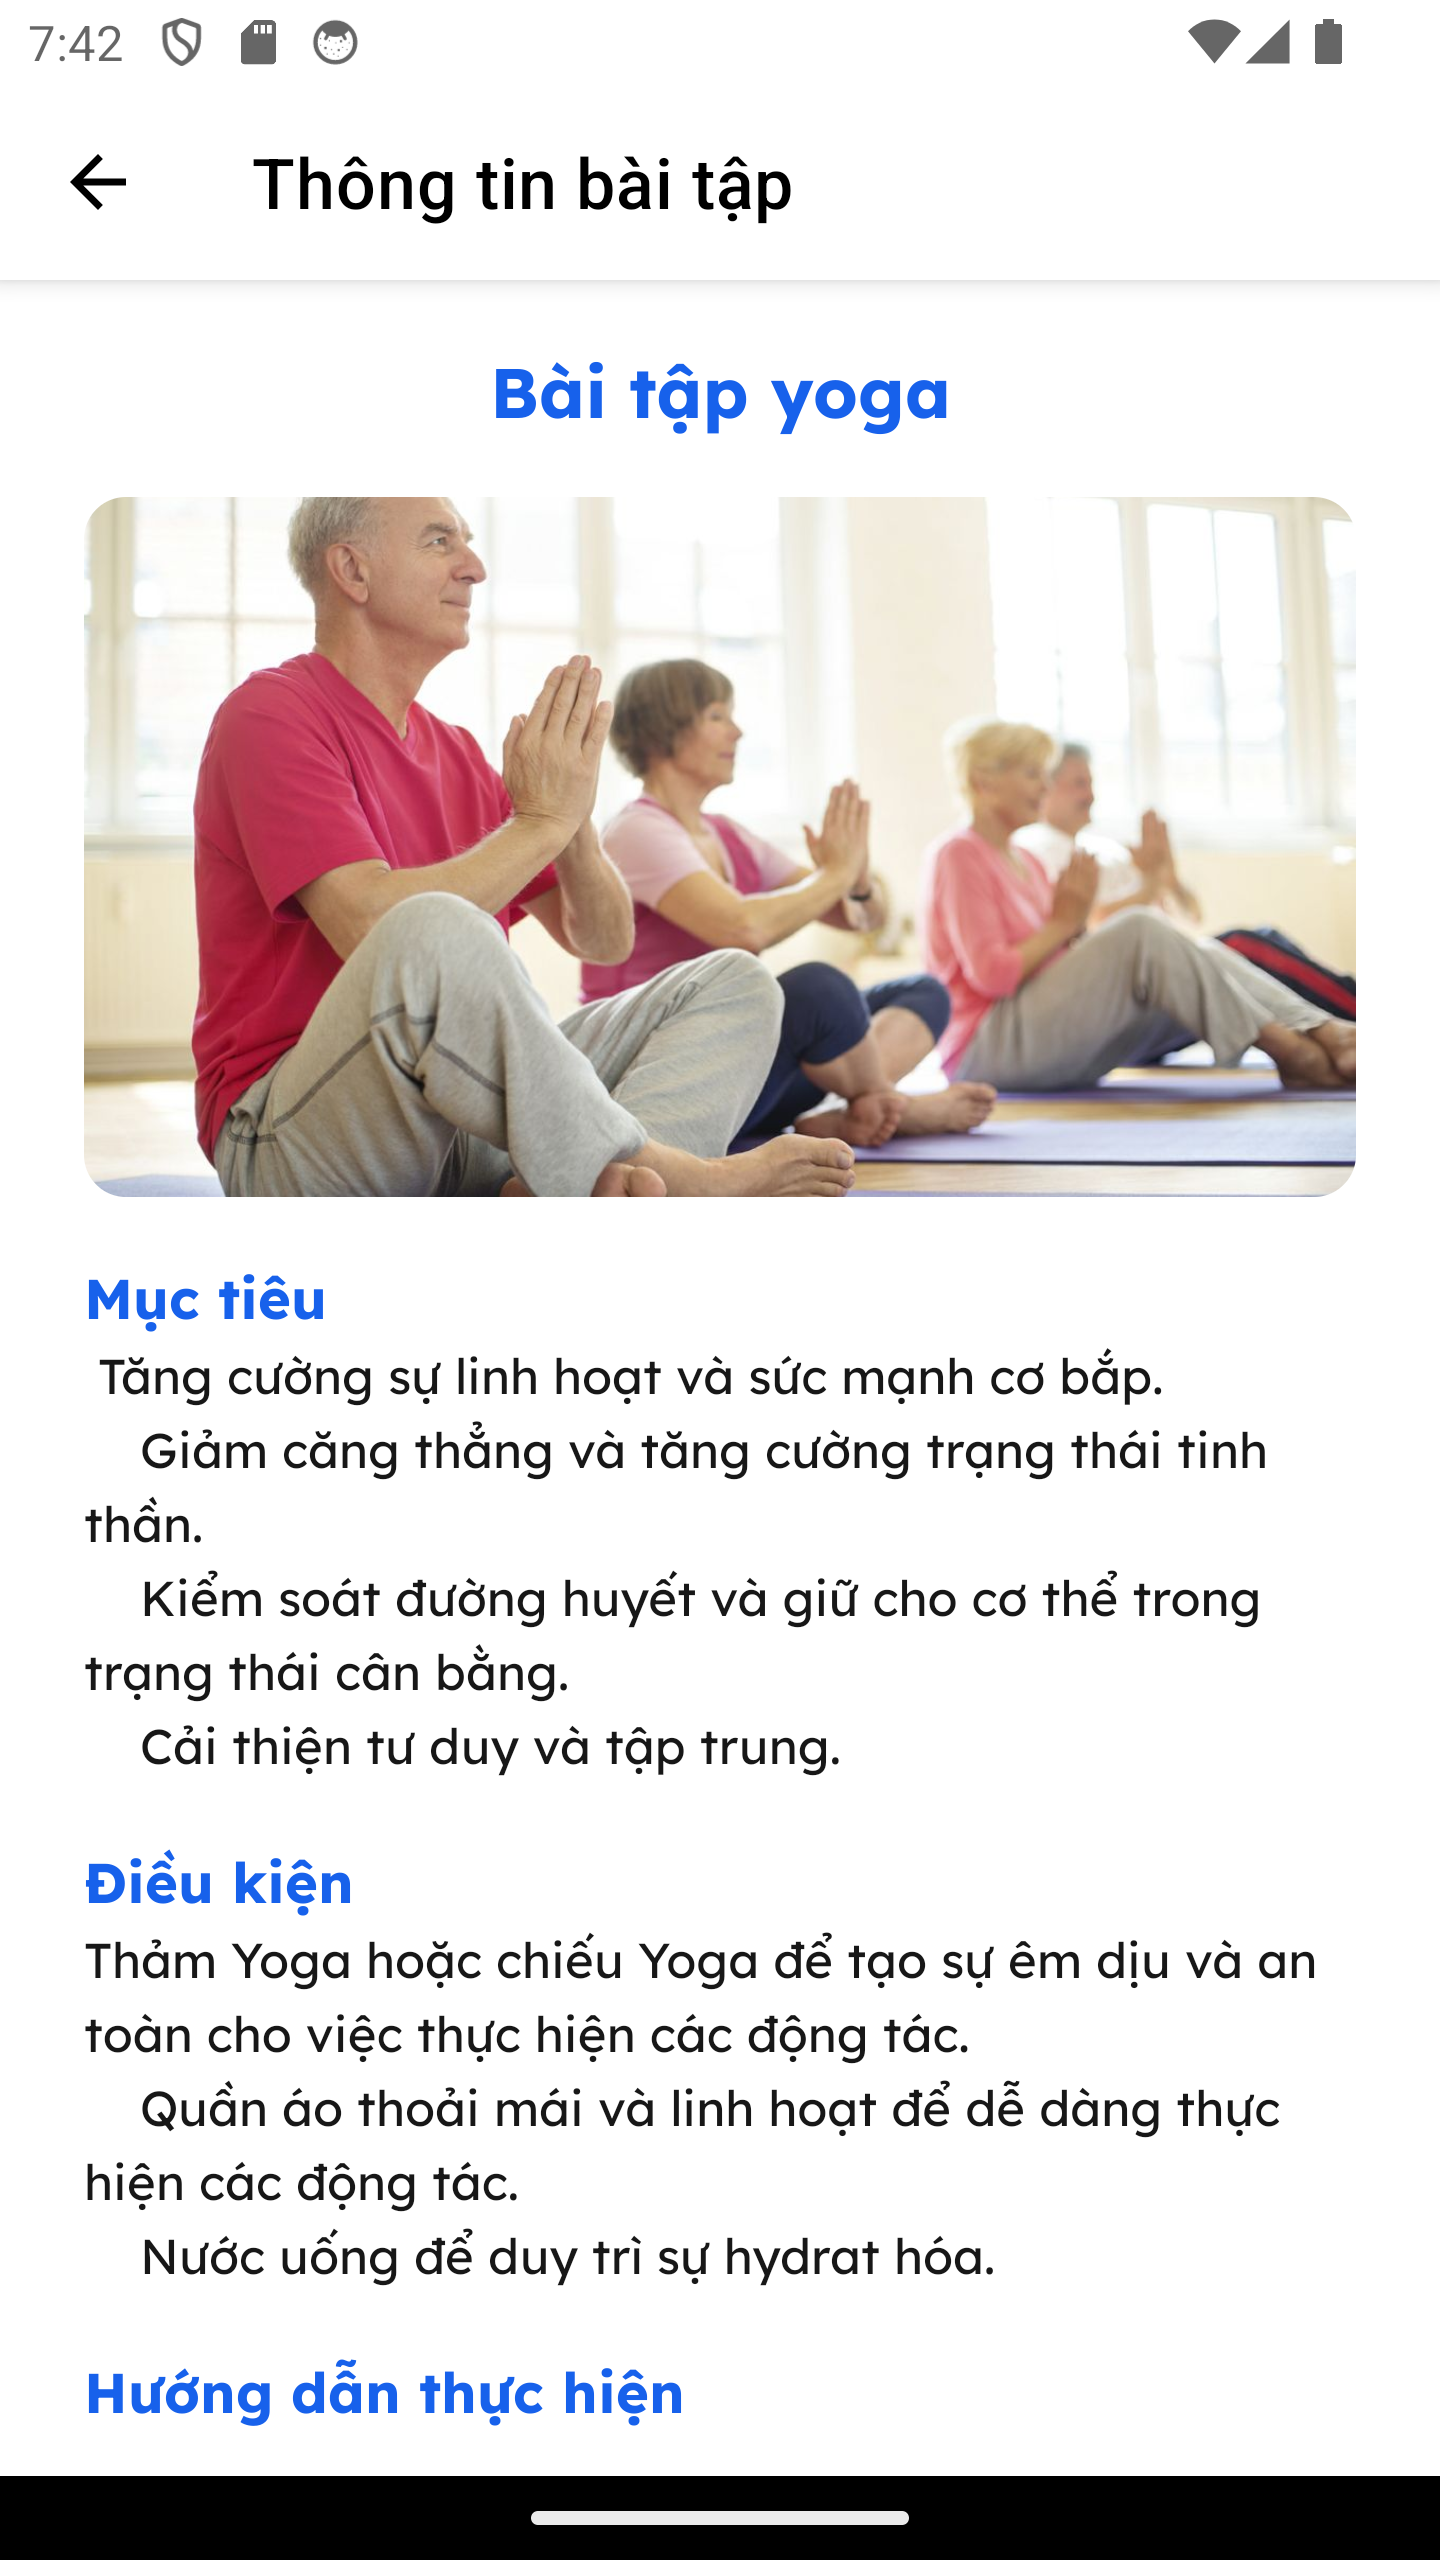 7:42
Thông tin bài tập
Bài tập yoga
Mục tiêu
Tăng cường sự linh hoạt và sức mạnh cơ bắp.
Giảm căng thẳng và tăng cường trạng thái tinh
thần.
Kiểm soát đường huyết và giữ cho cơ thể trong
trạng thái cân bằng.
Cải thiện tư duy và tập trung.
Điều kiện
Thảm Yoga hoặc chiếu Yoga để tạo sự êm dịu và an
toàn cho việc thực hiện các động tác.
Quần áo thoải mái và linh hoạt để dễ dàng thực
hiện các động tác.
Nước uống để duy trì sự hydrat hóa.
Hướng dẫn thực hiện